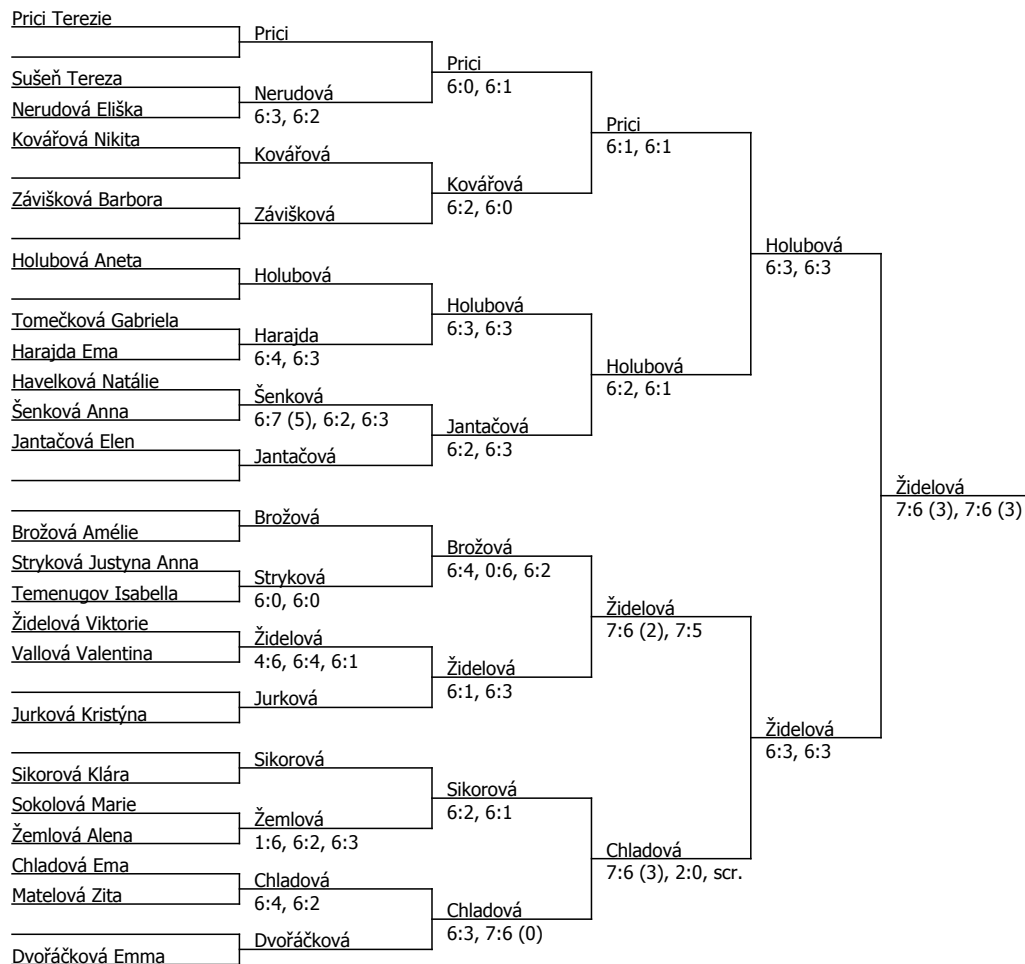 Prici Terezie
Sušeň Tereza
Nerudová Eliška
Kovářová Nikita
Závišková Barbora
Holubová Aneta
Tomečková Gabriela
Harajda Ema
Havelková Natálie
Šenková Anna
Jantačová Elen
Brožová Amélie
Stryková Justyna Anna
Temenugov Isabella
Židelová Viktorie
Vallová Valentina
Jurková Kristýna
Sikorová Klára
Sokolová Marie
Žemlová Alena
Chladová Ema
Matelová Zita
Dvořáčková Emma
Prici
Nerudová
6:3, 6:2
Kovářová
Závišková
Holubová
Harajda
6:4, 6:3
Šenková
6:7 (5), 6:2, 6:3
Jantačová
Brožová
Stryková
6:0, 6:0
Židelová
4:6, 6:4, 6:1
Jurková
Sikorová
Žemlová
1:6, 6:2, 6:3
Chladová
6:4, 6:2
Dvořáčková
Prici
6:0, 6:1
Kovářová
6:2, 6:0
Holubová
6:3, 6:3
Jantačová
6:2, 6:3
Brožová
6:4, 0:6, 6:2
Židelová
6:1, 6:3
Sikorová
6:2, 6:1
Chladová
6:3, 7:6 (0)
Prici
6:1, 6:1
Holubová
6:2, 6:1
Židelová
7:6 (2), 7:5
Chladová
7:6 (3), 2:0, scr.
Holubová
6:3, 6:3
Židelová
6:3, 6:3
Židelová
7:6 (3), 7:6 (3)